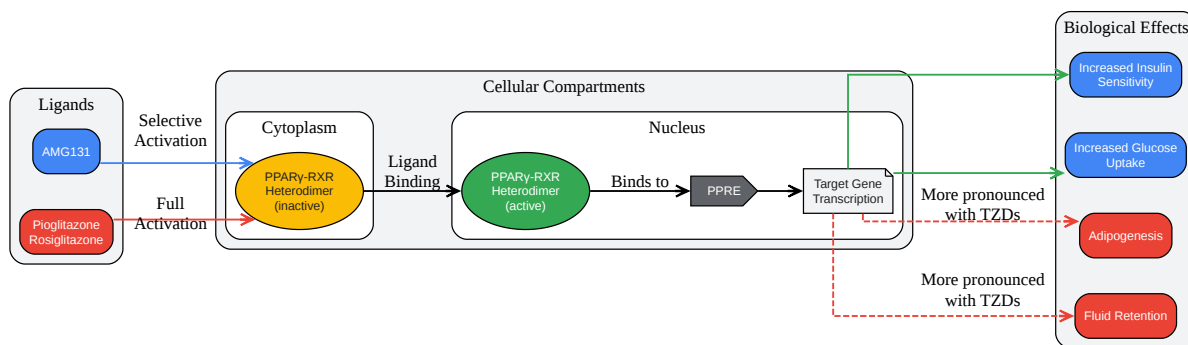 Biological Effects
Increased Insulin
Sensitivity
Cellular Compartments
Ligands
Selective
Activation
Cytoplasm
Nucleus
AMG131
Increased Glucose
Uptake
PPARγ-RXR
Heterodimer
(inactive)
Ligand
Binding
PPARγ-RXR
Heterodimer
(active)
Binds to
PPRE
Target Gene
Transcription
Full
Activation
Pioglitazone
Rosiglitazone
More pronounced
with TZDs
Adipogenesis
More pronounced
with TZDs
Fluid Retention